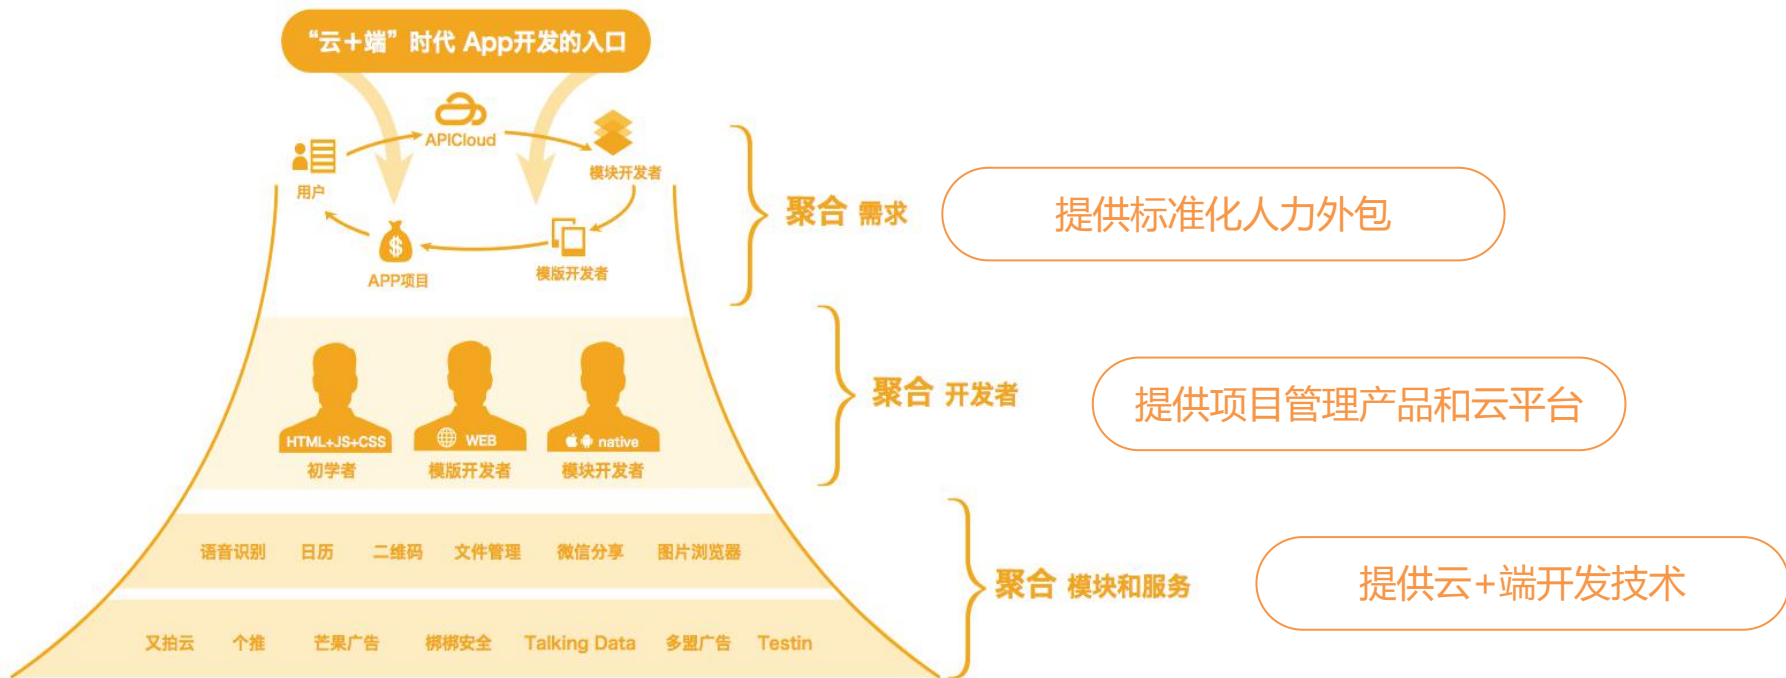 “云＋端”时代 App开发的入口
APICloud
用户
模块开发者
APP项目
模版开发者
聚合 需求
提供标准化人力外包
HTML+JS+CSS
WEB
native
初学者
模版开发者
模块开发者
聚合 开发者
提供项目管理产品和云平台
语音识别 日历 二维码 文件管理 微信分享 图片浏览器
又拍云 个推 芒果广告 梆梆安全 Talking Data 多盟广告 Testin
聚合 模块和服务
提供云+端开发技术